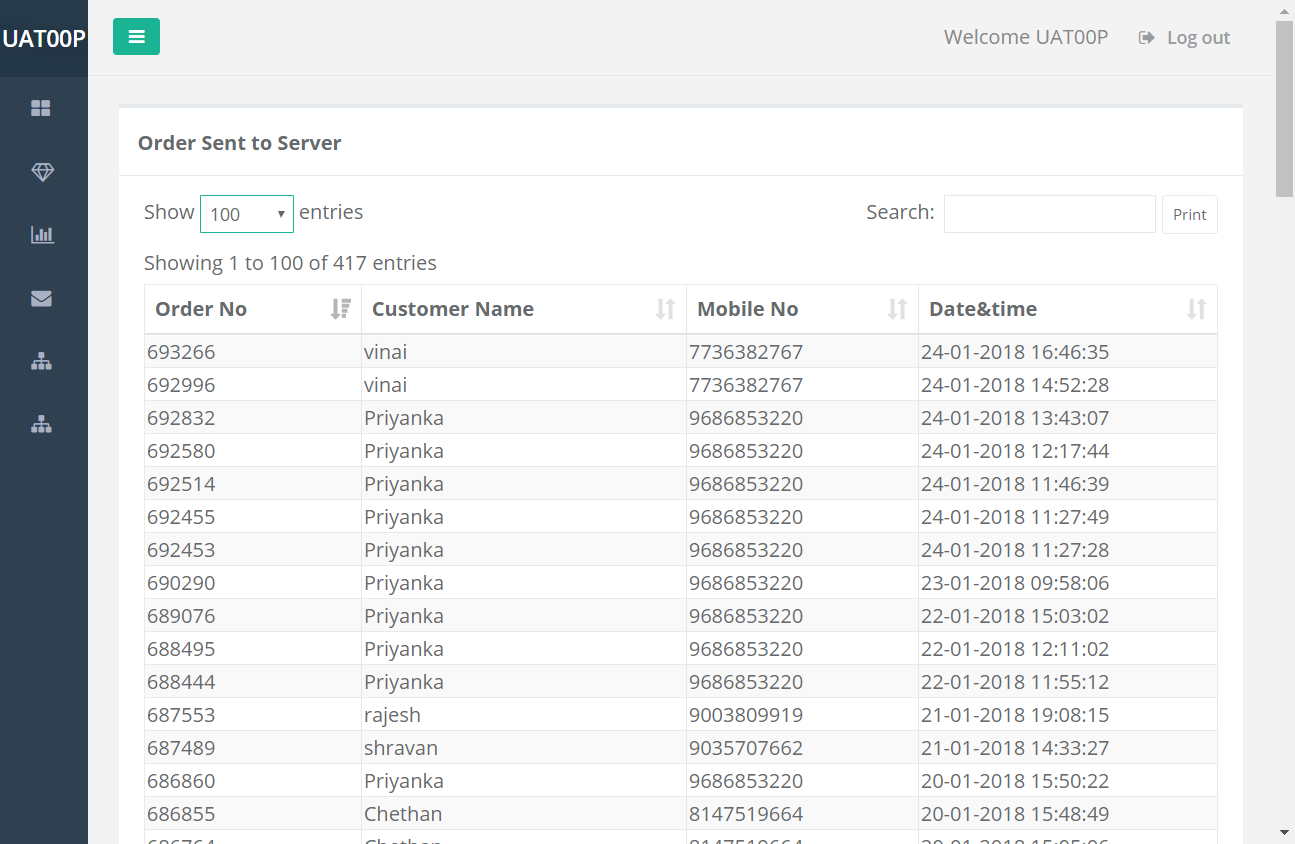 UAT00P
Welcome UAT00P Log out
Order Sent to Server
Show 100 entries Search: Print
Showing 1 to 100 of 417 entries
Order No Customer Name Mobile No Date&time
693266 vinai 7736382767 24-01-2018 16:46:35
692996 vinai 7736382767 24-01-2018 14:52:28
692832 Priyanka 9686853220 24-01-2018 13:43:07
692580 Priyanka 9686853220 24-01-2018 12:17:44
692514 Priyanka 9686853220 24-01-2018 11:46:39
692455 Priyanka 9686853220 24-01-2018 11:27:49
692453 Priyanka 9686853220 24-01-2018 11:27:28
690290 Priyanka 9686853220 23-01-2018 09:58:06
689076 Priyanka 9686853220 22-01-2018 15:03:02
688495 Priyanka 9686853220 22-01-2018 12:11:02
688444 Priyanka 9686853220 22-01-2018 11:55:12
687553 rajesh 9003809919 21-01-2018 19:08:15
687489 shravan 9035707662 21-01-2018 14:33:27
686860 Priyanka 9686853220 20-01-2018 15:50:22
686855 Chethan 8147519664 20-01-2018 15:48:49